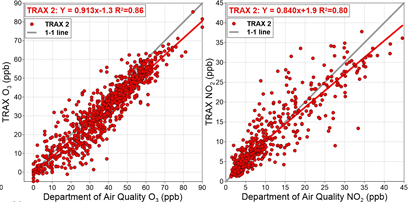 TRAX 2: Y = 0.913x-1.3 R²=0.86
TRAX 2
1-1 line
TRAX O₃ (ppb)
90
80
70
60
50
40
30
20
10
0
0 10 20 30 40 50 60 70 80 90
Department of Air Quality O₃ (ppb)
TRAX 2: Y = 0.840x+1.9 R²=0.80
TRAX 2
1-1 line
TRAX NO₂ (ppb)
45
40
35
30
25
20
15
10
5
0
0 5 10 15 20 25 30 35 40 45
Department of Air Quality NO₂ (ppb)